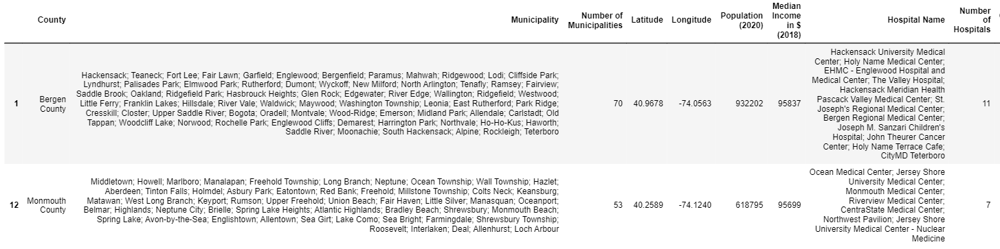 County Municipality Number of Municipalities Latitude Longitude Population (2020) Median Income in $ (2018) Hospital Name Number of Hospitals
1 Bergen County
Hackensack; Teaneck; Fort Lee; Fair Lawn; Garfield; Englewood; Bergenfield; Paramus; Mahwah; Ridgewood; Lodi; Cliffside Park;
Lyndhurst; Palisades Park; Elmwood Park; Rutherford; Dumont; Wyckoff; New Milford; North Arlington; Tenafly; Ramsey; Fairview;
Saddle Brook; Oakland; Ridgefield Park; Hasbrouck Heights; Glen Rock; Edgewater; River Edge; Wallington; Ridgefield; Westwood;
Little Ferry; Franklin Lakes; Hillsdale; River Vale; Waldwick; Maywood; Washington Township; Leonia; East Rutherford; Park Ridge;
Cresskill; Closter; Upper Saddle River; Bogota; Oradell; Montvale; Wood-Ridge; Emerson; Midland Park; Allendale; Carlstadt; Old
Tappan; Woodcliff Lake; Norwood; Rochelle Park; Englewood Cliffs; Demarest; Harrington Park; Northvale; Ho-Ho-Kus; Haworth;
Saddle River; Moonachie; South Hackensack; Alpine; Rockleigh; Teterboro
70 40.9678 -74.0563 932202 95837
Hackensack University Medical
Center; Holy Name Medical Center;
EHMC - Englewood Hospital and
Medical Center; The Valley Hospital;
Hackensack Meridian Health
Pascack Valley Medical Center; St.
Joseph's Regional Medical Center;
Bergen Regional Medical Center;
Joseph M. Sanzari Children's
Hospital; John Theurer Cancer
Center; Holy Name Terrace Cafe;
CityMD Teterboro
11
12 Monmouth County
Middletown; Howell; Marlboro; Manalapan; Freehold Township; Long Branch; Neptune; Ocean Township; Wall Township; Hazlet;
Aberdeen; Tinton Falls; Holmdel; Asbury Park; Eatontown; Red Bank; Freehold; Millstone Township; Colts Neck; Keansburg;
Matawan; West Long Branch; Keyport; Rumson; Upper Freehold; Union Beach; Fair Haven; Little Silver; Manasquan; Oceanport;
Belmar; Highlands; Neptune City; Brielle; Spring Lake Heights; Atlantic Highlands; Bradley Beach; Shrewsbury; Monmouth Beach;
Spring Lake; Avon-by-the-Sea; Englishtown; Allentown; Sea Girt; Lake Como; Sea Bright; Farmingdale; Shrewsbury Township;
Roosevelt; Interlaken; Deal; Allenhurst; Loch Arbour
53 40.2589 -74.1240 618795 95699
Ocean Medical Center; Jersey Shore
University Medical Center;
Monmouth Medical Center;
Riverview Medical Center;
CentraState Medical Center;
Northwest Pavilion; Jersey Shore
University Medical Center - Nuclear
Medicine
7